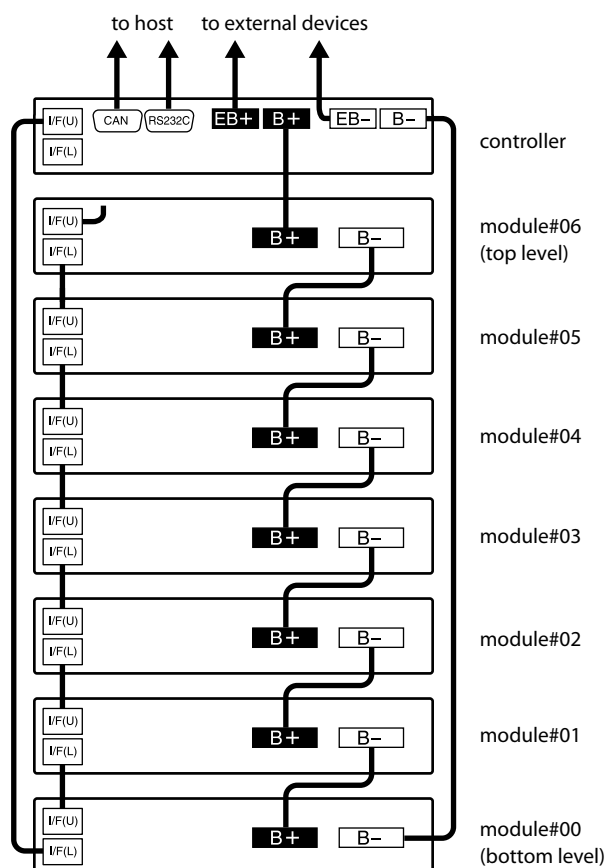 to host to external devices
I/F(U) CAN RS232C EB+ B+ EB− B−
I/F(L)
controller
I/F(U)
I/F(L)
B+ B−
module#06
(top level)
I/F(U)
I/F(L)
B+ B−
module#05
I/F(U)
I/F(L)
B+ B−
module#04
I/F(U)
I/F(L)
B+ B−
module#03
I/F(U)
I/F(L)
B+ B−
module#02
I/F(U)
I/F(L)
B+ B−
module#01
I/F(U)
I/F(L)
B+ B−
module#00
(bottom level)